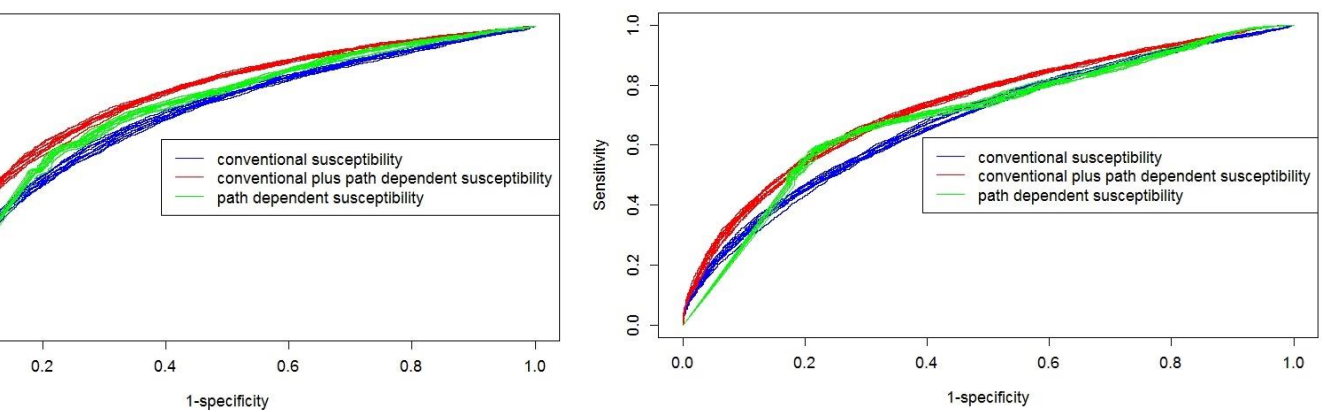 conventional susceptibility
conventional plus path dependent susceptibility
path dependent susceptibility
0.2 0.4 0.6 0.8 1.0
1-specificity
Sensitivity
1.0
0.8
0.6
0.4
0.2
0.0
conventional susceptibility
conventional plus path dependent susceptibility
path dependent susceptibility
0.0 0.2 0.4 0.6 0.8 1.0
1-specificity